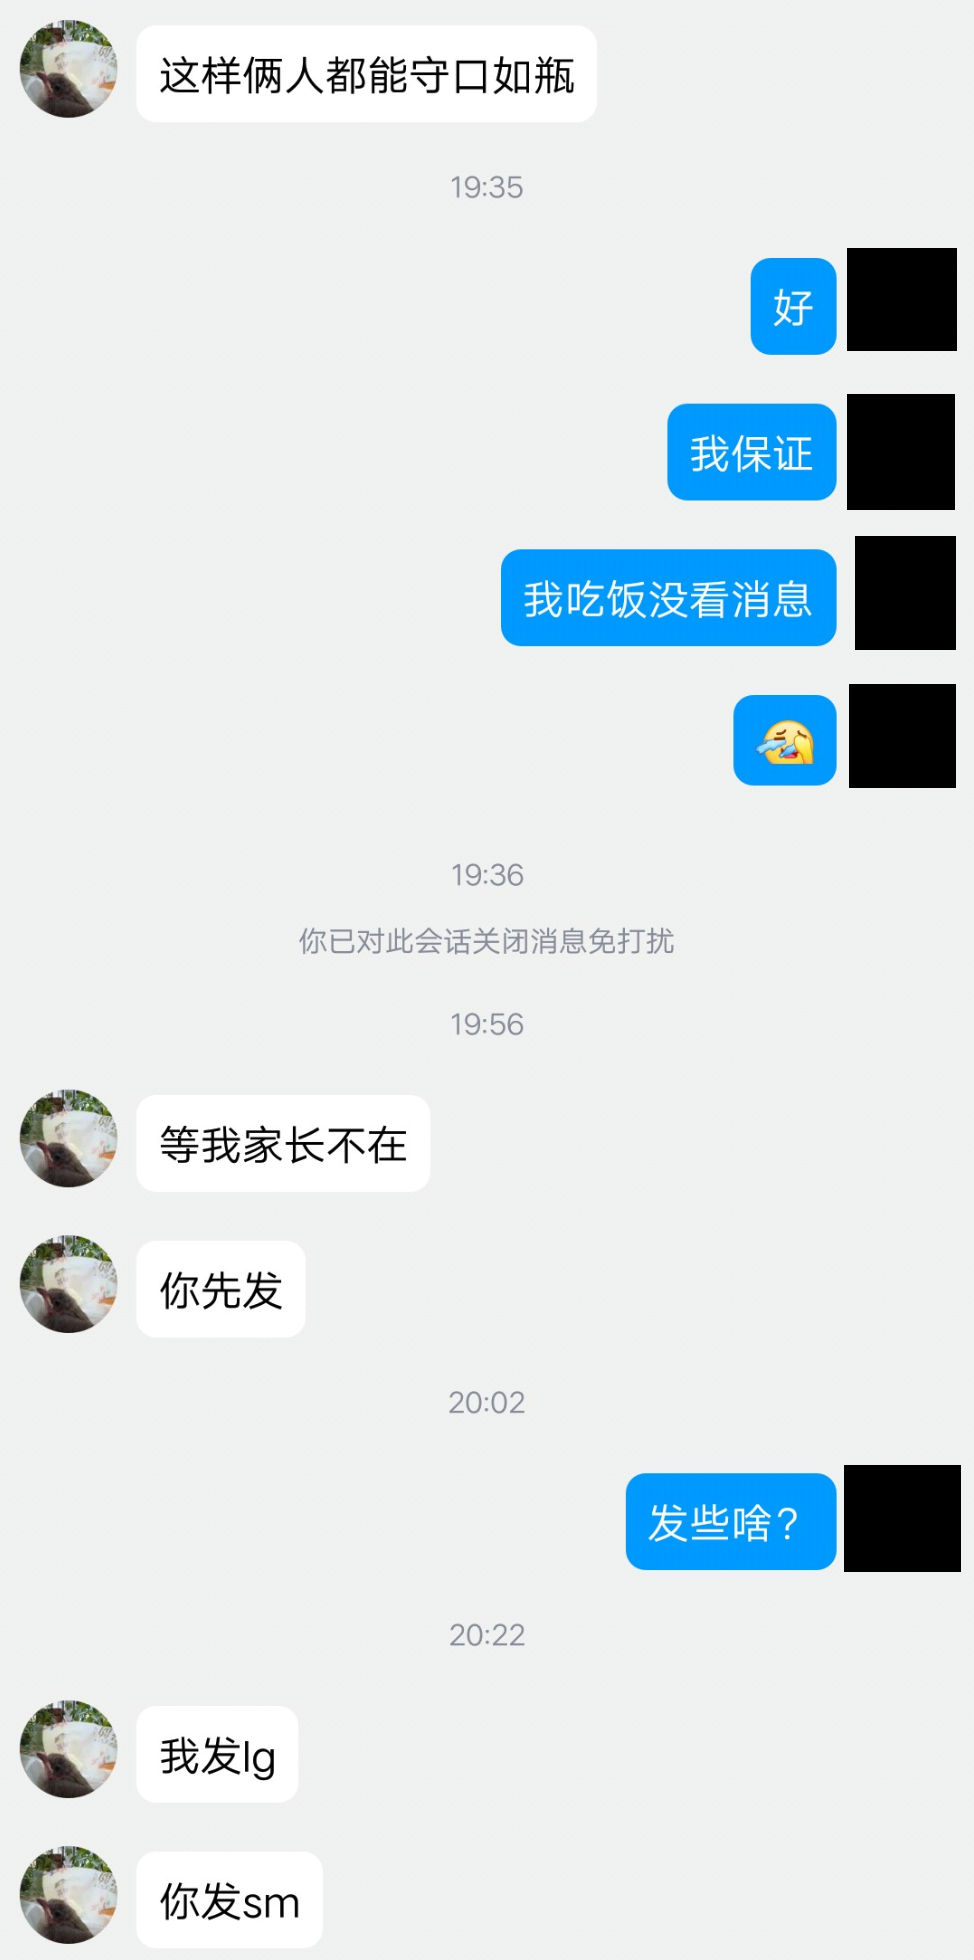 这样俩人都能守口如瓶
19:35
好
我保证
我吃饭没看消息
19:36
你已对此会话关闭消息免打扰
19:56
等我家长不在
你先发
20:02
发些啥？
20:22
我发lg
你发sm